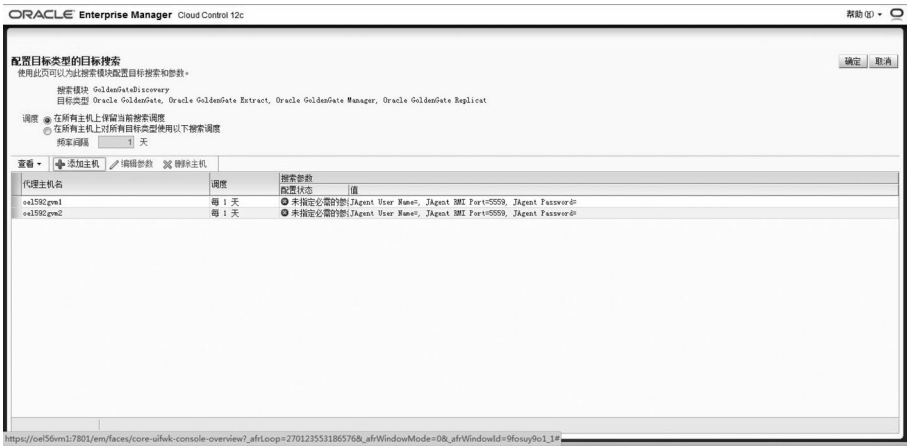 ORACLE Enterprise Manager Cloud Control 12c 帮助(H)
配置目标类型的目标搜索 确定 取消
使用此页可以为此搜索模块配置目标搜索和参数。
搜索模块 GoldenGateDiscovery
目标类型 Oracle GoldenGate, Oracle GoldenGate Extract, Oracle GoldenGate Manager, Oracle GoldenGate Replicat
调度 在所有主机上保留当前搜索调度
在所有主机上对所有目标类型使用以下搜索调度
频率间隔 1 天
查看 添加主机 编辑参数 删除主机
代理主机名 调度 搜索参数
配置状态 值
oel592gvm1 每 1 天 未指定必需的参 JAgent User Name=, JAgent RMI Port=5559, JAgent Password=
oel592gvm2 每 1 天 未指定必需的参 JAgent User Name=, JAgent RMI Port=5559, JAgent Password=
https://oel56vm1:7801/em/faces/core-uifwk-console-overview?_afrLoop=270123553186576&_afrWindowMode=0&_afrWindowId=9fosuy9o1_1#